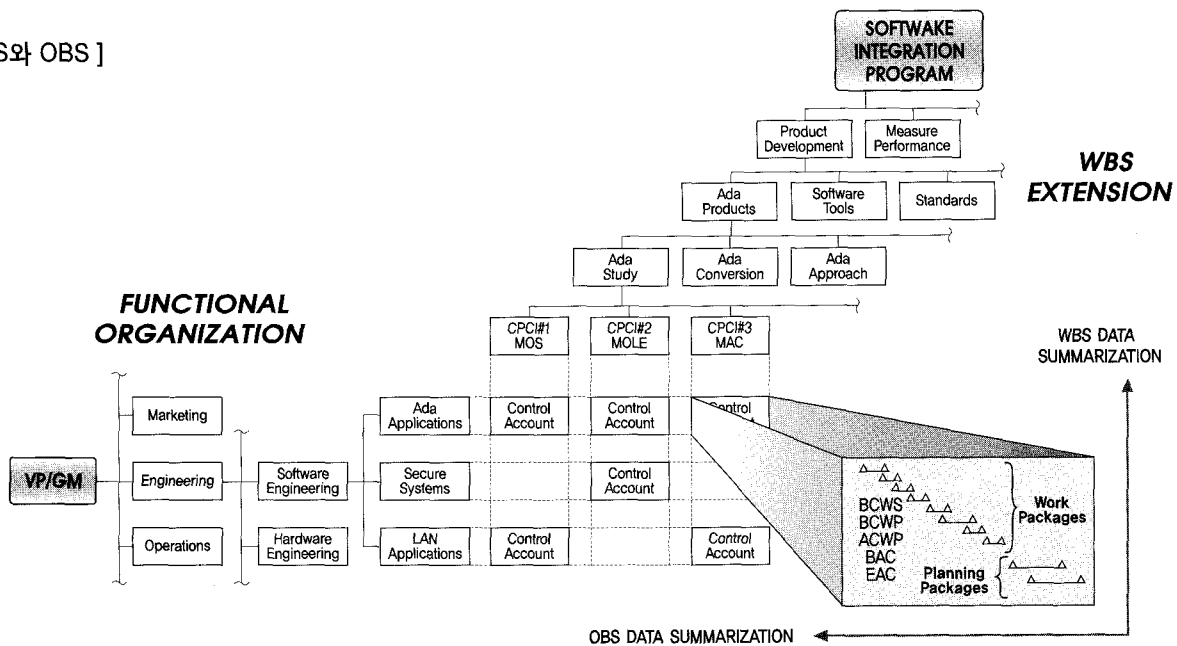 S와 OBS ]
SOFTWAKE
INTEGRATION
PROGRAM
Product
Development
Measure
Performance
WBS
EXTENSION
Ada
Products
Software
Tools
Standards
Ada
Study
Ada
Conversion
Ada
Approach
FUNCTIONAL
ORGANIZATION
CPCI#1
MOS
CPCI#2
MOLE
CPCI#3
MAC
WBS DATA
SUMMARIZATION
VP/GM
Marketing
Engineering
Operations
Software
Engineering
Hardware
Engineering
Ada
Applications
Secure
Systems
LAN
Applications
Control
Account
Control
Account
Control
Control
Account
Control
Account
Control
Account
BCWS
BCWP
ACWP
BAC
EAC
Work
Packages
Planning
Packages
OBS DATA SUMMARIZATION